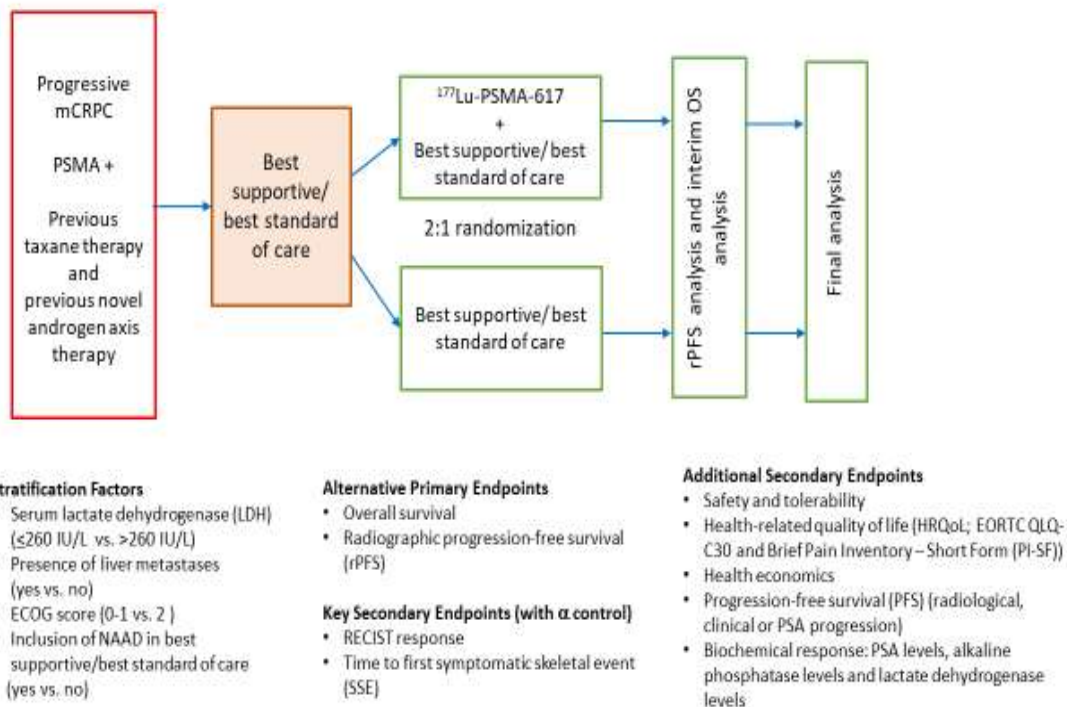 Progressive
mCRPC
PSMA +
Previous
taxane therapy
and
previous novel
androgen axis
therapy
Best
supportive/
best standard
of care
177Lu-PSMA-617
+
Best supportive/ best
standard of care
2:1 randomization
Best supportive/ best
standard of care
rPFS analysis and interim OS
analysis
Final analysis
tratification Factors
Serum lactate dehydrogenase (LDH)
(≤260 IU/L vs. >260 IU/L)
Presence of liver metastases
(yes vs. no)
ECOG score (0-1 vs. 2 )
Inclusion of NAAD in best
supportive/best standard of care
(yes vs. no)
Alternative Primary Endpoints
• Overall survival
• Radiographic progression-free survival
(rPFS)
Key Secondary Endpoints (with α control)
• RECIST response
• Time to first symptomatic skeletal event
(SSE)
Additional Secondary Endpoints
• Safety and tolerability
• Health-related quality of life (HRQoL; EORTC QLQ-
C30 and Brief Pain Inventory – Short Form (PI-SF))
• Health economics
• Progression-free survival (PFS) (radiological,
clinical or PSA progression)
• Biochemical response: PSA levels, alkaline
phosphatase levels and lactate dehydrogenase
levels